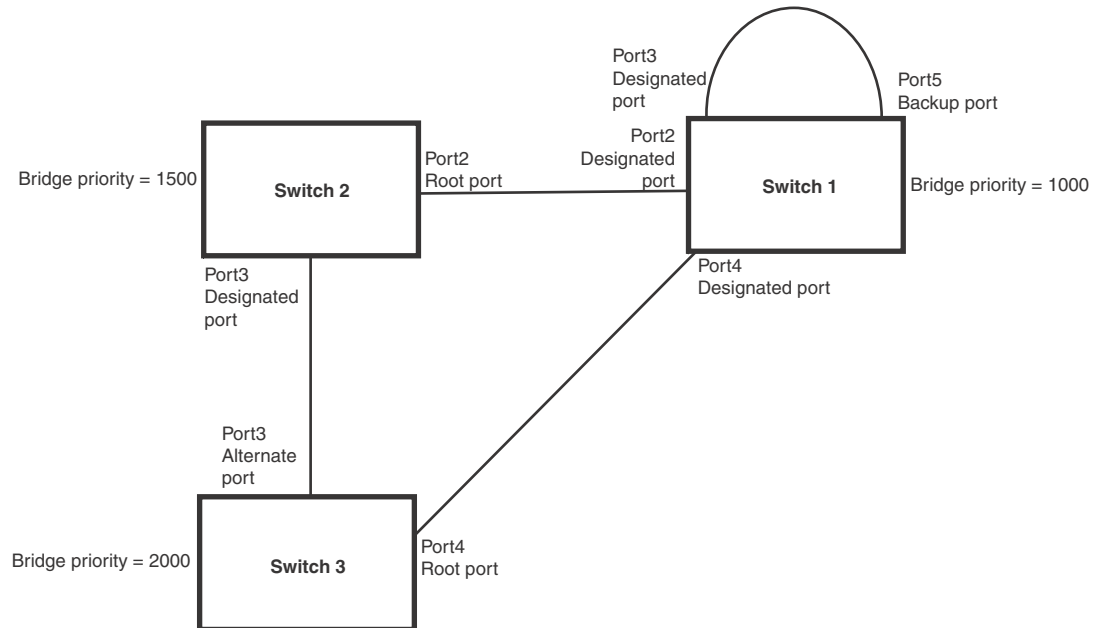 Port3
Designated
port
Port5
Backup port
Port2
Designated
port
Port2
Root port
Bridge priority = 1500
Switch 2
Switch 1
Bridge priority = 1000
Port3
Designated
port
Port4
Designated port
Port3
Alternate
port
Bridge priority = 2000
Switch 3
Port4
Root port